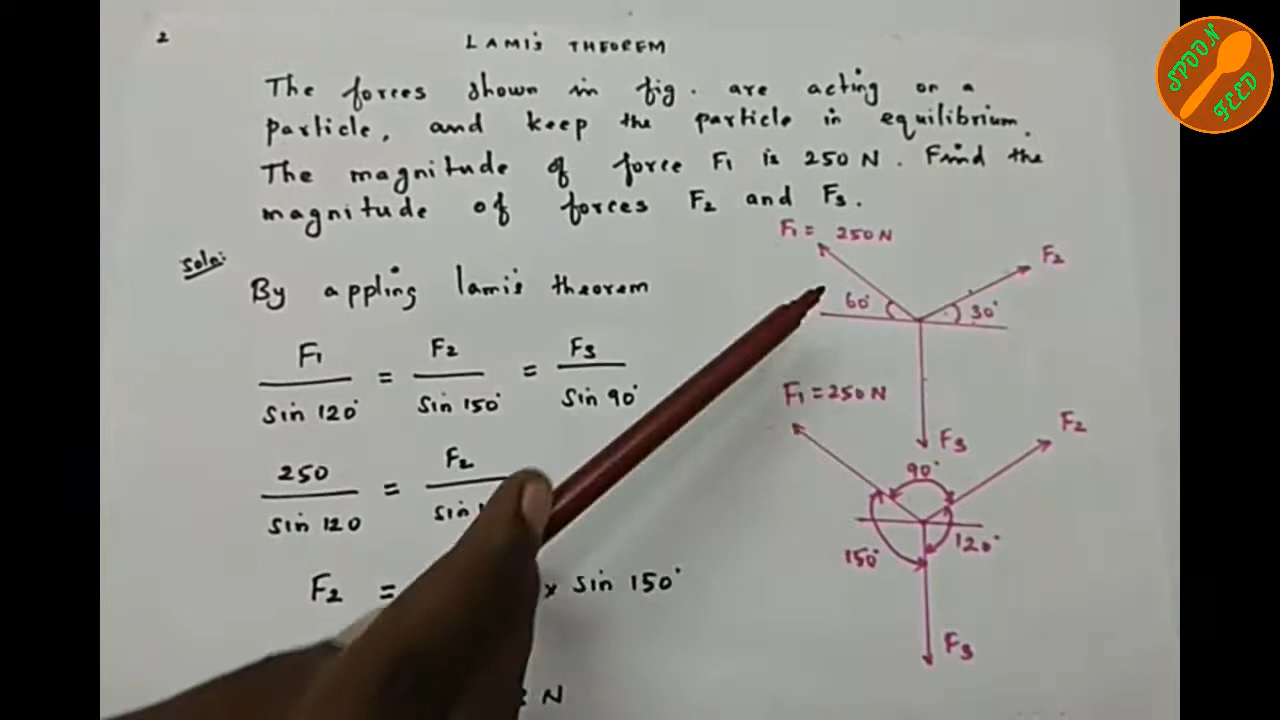 2
LAMI's THEOREM
The forces shown in fig. are acting on a
particle, and keep the particle in equilibrium.
The magnitude of force F1 is 250 N. Find the
magnitude of forces F2 and F3.
Soln:
By appling lami's theorem
F1 / sin 120° = F2 / sin 150° = F3 / sin 90°
250 / sin 120 = F2 / sin
F2 = × sin 150°
N
F1 = 250 N
F2
60°
30°
F3
F1 = 250 N
F2
90°
150°
120°
F3
SPOON
FEED